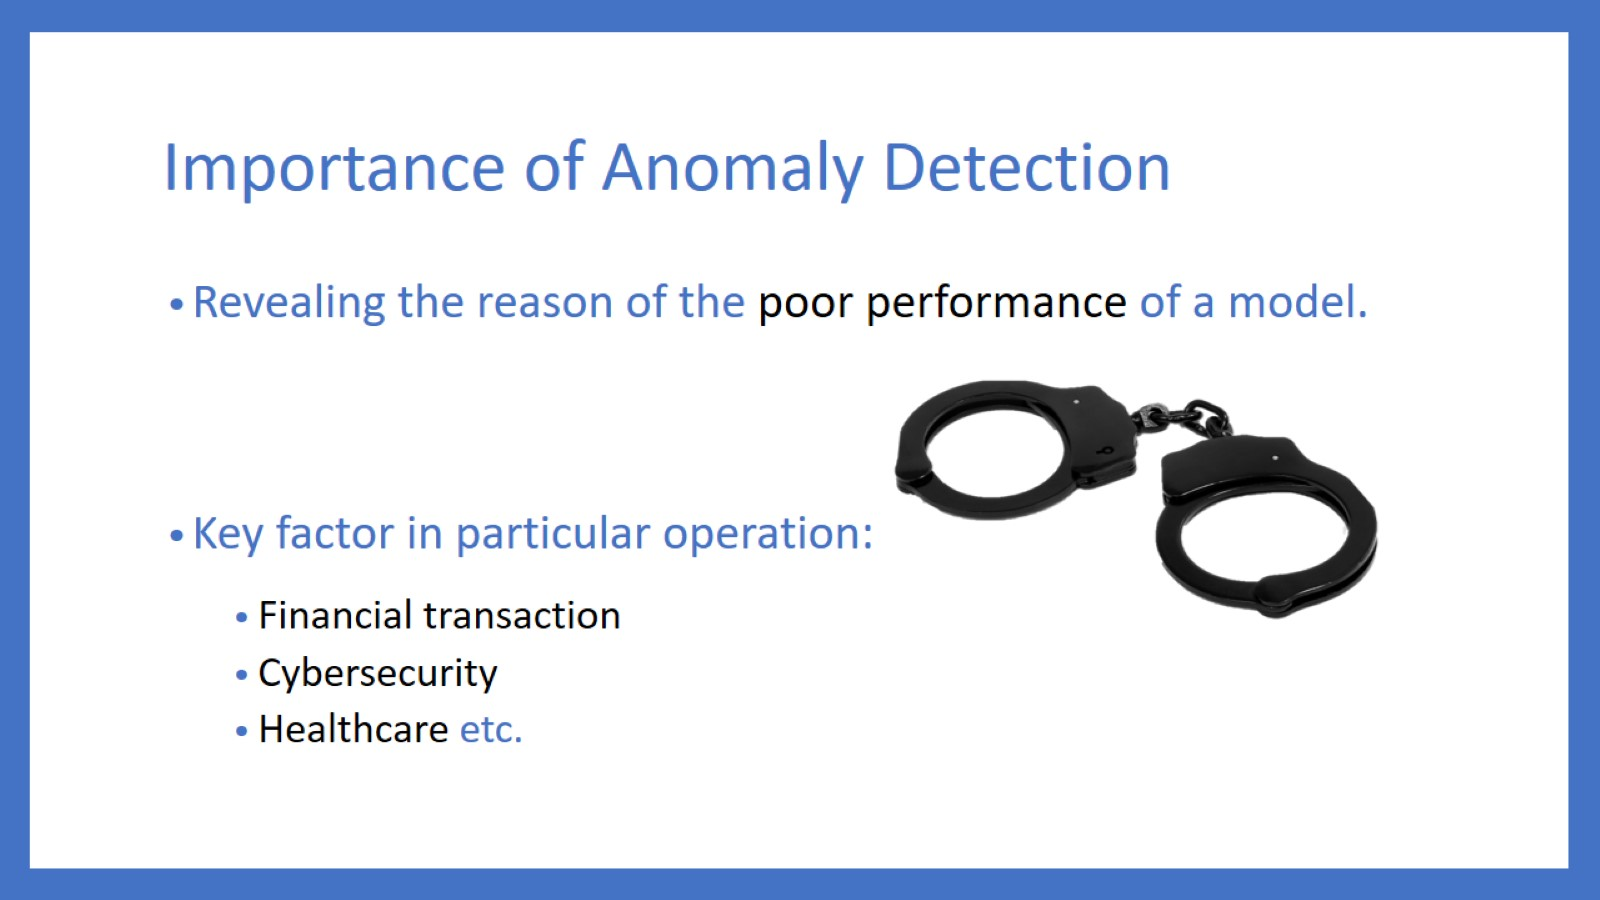 Importance of Anomaly Detection
• Revealing the reason of the poor performance of a model.
• Key factor in particular operation:
• Financial transaction
• Cybersecurity
• Healthcare etc.